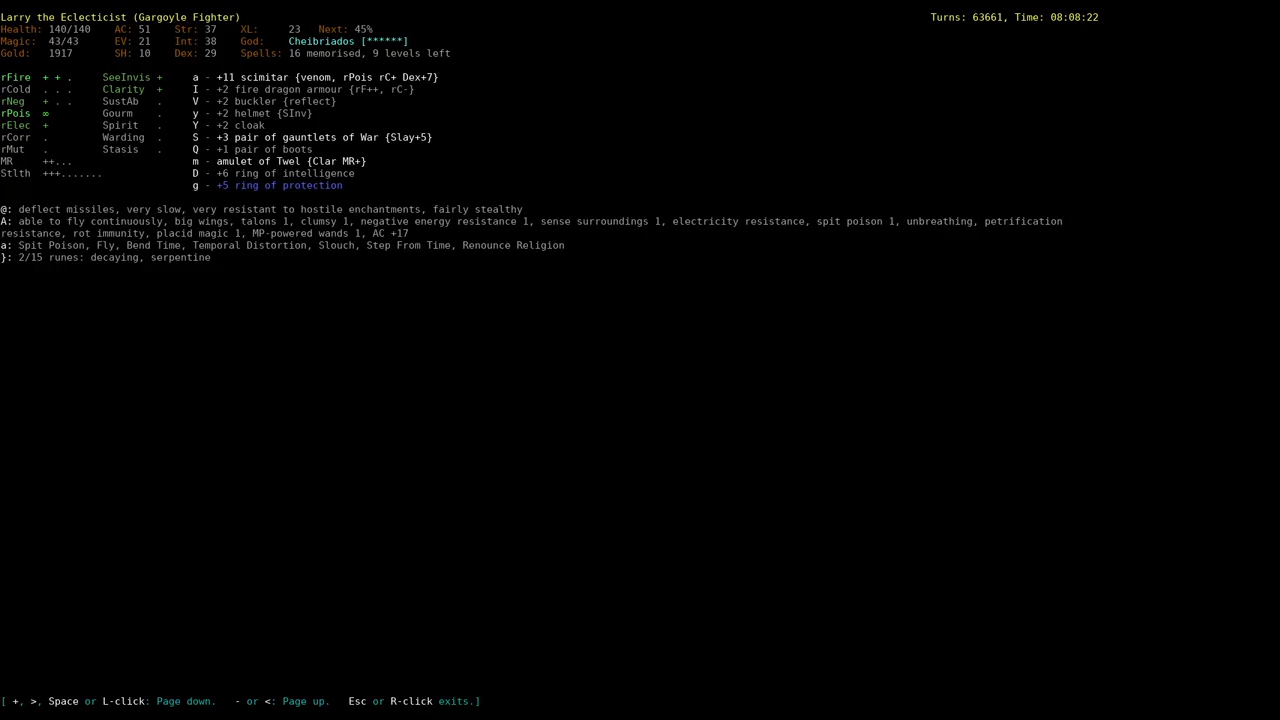 Larry the Eclecticist (Gargoyle Fighter) Turns: 63661, Time: 08:08:22
Health: 140/140 AC: 51 Str: 37 XL: 23 Next: 45%
Magic: 43/43 EV: 21 Int: 38 God: Cheibriados [******]
Gold: 1917 SH: 10 Dex: 29 Spells: 16 memorised, 9 levels left
rFire + + . SeeInvis + a - +11 scimitar {venom, rPois rC+ Dex+7}
rCold . . . Clarity + I - +2 fire dragon armour {rF++, rC-}
rNeg + . . SustAb . V - +2 buckler {reflect}
rPois ∞ Gourm . y - +2 helmet {SInv}
rElec + Spirit . Y - +2 cloak
rCorr . Warding . S - +3 pair of gauntlets of War {Slay+5}
rMut . Stasis . Q - +1 pair of boots
MR ++... m - amulet of Twel {Clar MR+}
Stlth +++....... D - +6 ring of intelligence
g - +5 ring of protection
@: deflect missiles, very slow, very resistant to hostile enchantments, fairly stealthy
A: able to fly continuously, big wings, talons 1, clumsy 1, negative energy resistance 1, sense surroundings 1, electricity resistance, spit poison 1, unbreathing, petrification
resistance, rot immunity, placid magic 1, MP-powered wands 1, AC +17
a: Spit Poison, Fly, Bend Time, Temporal Distortion, Slouch, Step From Time, Renounce Religion
}: 2/15 runes: decaying, serpentine
[ +, >, Space or L-click: Page down. - or <: Page up. Esc or R-click exits.]